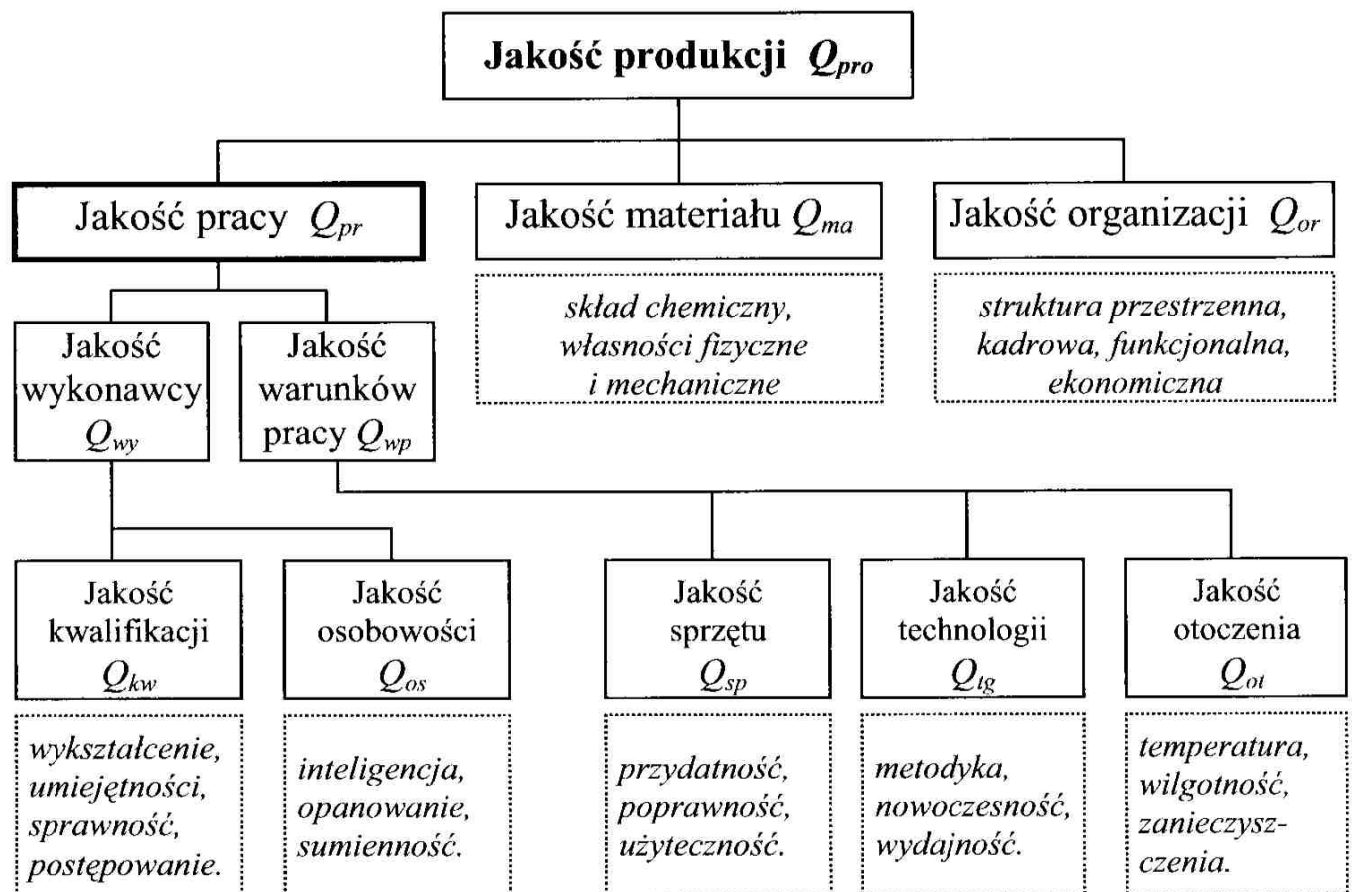 Jakość produkcji Qpro
Jakość pracy Qpr
Jakość materiału Qma
Jakość organizacji Qor
skład chemiczny,
własności fizyczne
i mechaniczne
struktura przestrzenna,
kadrowa, funkcjonalna,
ekonomiczna
Jakość
wykonawcy
Qwy
Jakość
warunków
pracy Qwp
Jakość
kwalifikacji
Qkw
Jakość
osobowości
Qos
Jakość
sprzętu
Qsp
Jakość
technologii
Qtg
Jakość
otoczenia
Qot
wykształcenie,
umiejętności,
sprawność,
postępowanie.
inteligencja,
opanowanie,
sumienność.
przydatność,
poprawność,
użyteczność.
metodyka,
nowoczesność,
wydajność.
temperatura,
wilgotność,
zanieczysz-
czenia.